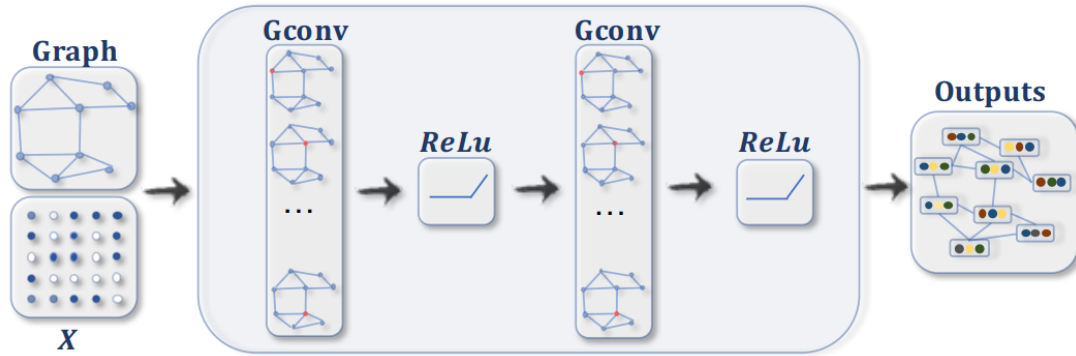 Graph
X
Gconv
...
ReLu
Gconv
...
ReLu
Outputs